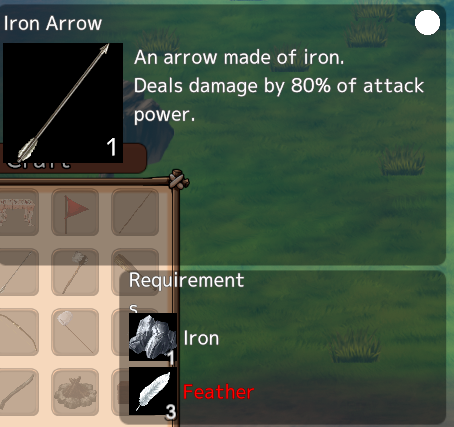 Iron Arrow
An arrow made of iron.
Deals damage by 80% of attack
power.
1
Craft
Requirement
s
Iron
1
Feather
3